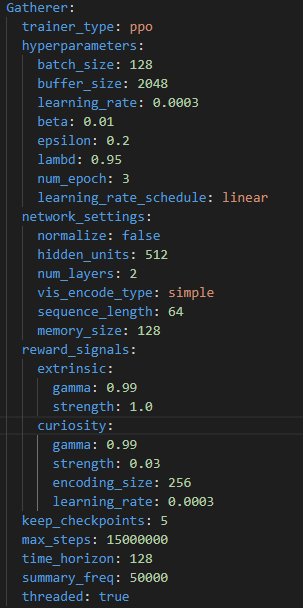 Gatherer:
trainer_type: ppo
hyperparameters:
batch_size: 128
buffer_size: 2048
learning_rate: 0.0003
beta: 0.01
epsilon: 0.2
lambd: 0.95
num_epoch: 3
learning_rate_schedule: linear
network_settings:
normalize: false
hidden_units: 512
num_layers: 2
vis_encode_type: simple
sequence_length: 64
memory_size: 128
reward_signals:
extrinsic:
gamma: 0.99
strength: 1.0
curiosity:
gamma: 0.99
strength: 0.03
encoding_size: 256
learning_rate: 0.0003
keep_checkpoints: 5
max_steps: 15000000
time_horizon: 128
summary_freq: 50000
threaded: true